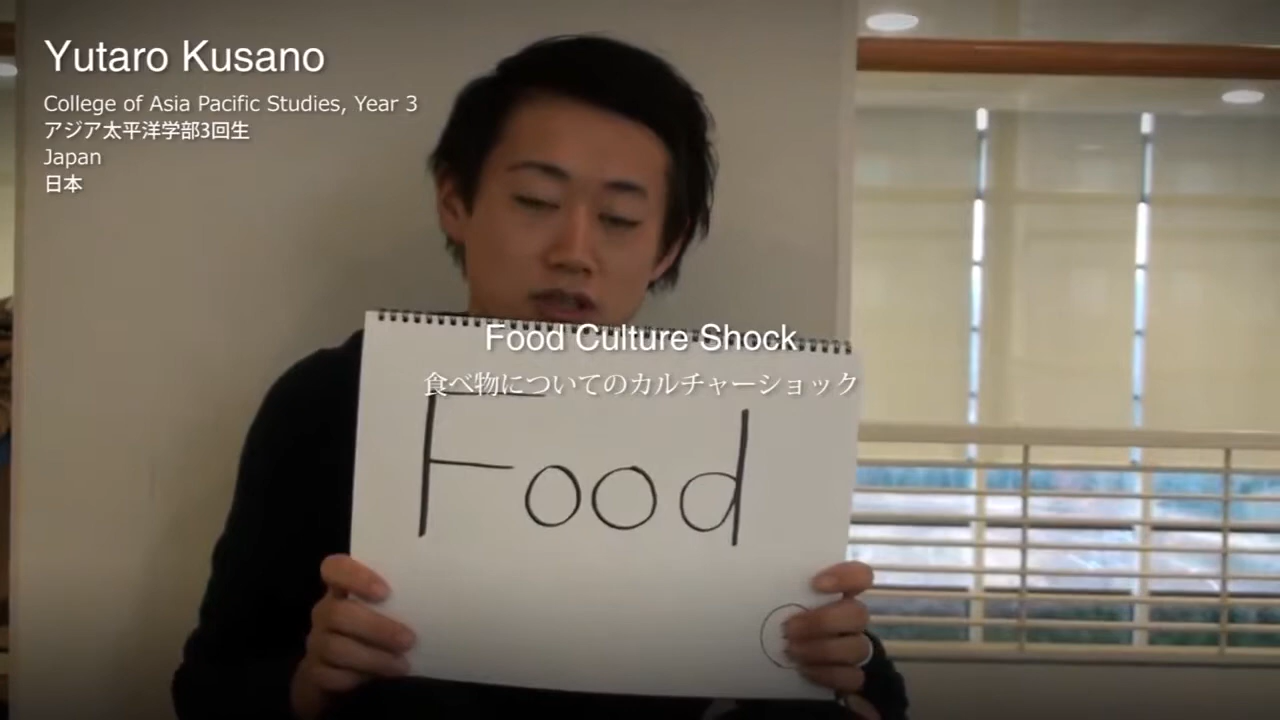 Yutaro Kusano
College of Asia Pacific Studies, Year 3
アジア太平洋学部3回生
Japan
日本
Food Culture Shock
食べ物についてのカルチャーショック
Food